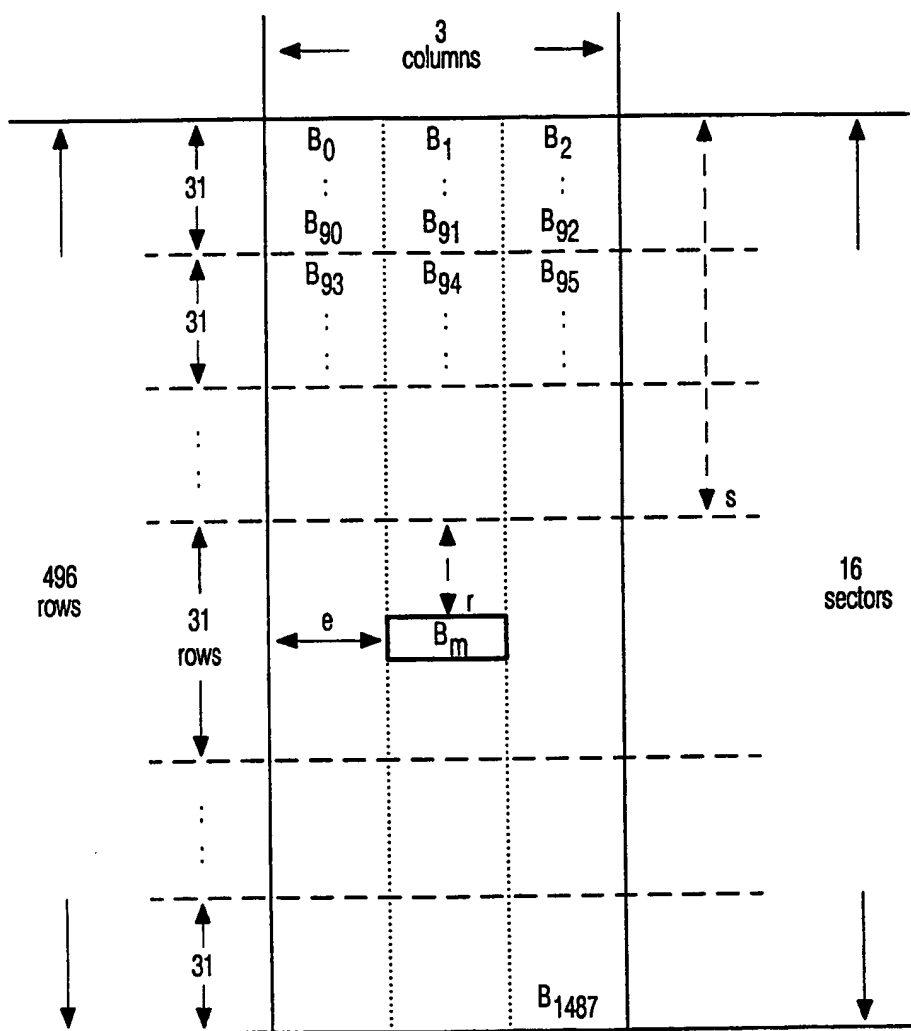 3
columns
B0 B1 B2
31
B90 B91 B92
B93 B94 B95
31
s
496
rows
16
sectors
31
rows
r
e
Bm
31
B1487